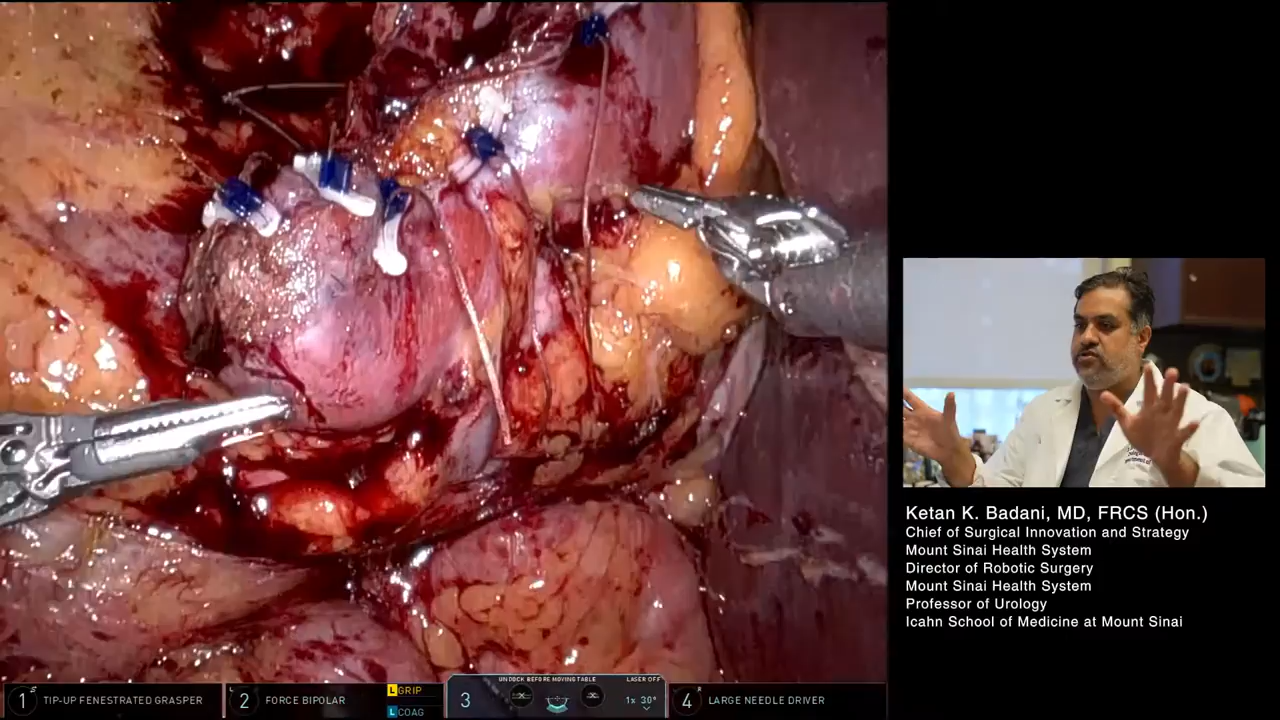 Ketan K. Badani, MD, FRCS (Hon.)
Chief of Surgical Innovation and Strategy
Mount Sinai Health System
Director of Robotic Surgery
Mount Sinai Health System
Professor of Urology
Icahn School of Medicine at Mount Sinai
UNDOCK BEFORE MOVING TABLE LASER OFF
1 TIP-UP FENESTRATED GRASPER
2 FORCE BIPOLAR
L GRIP
L COAG
3
1x 30°
4 LARGE NEEDLE DRIVER